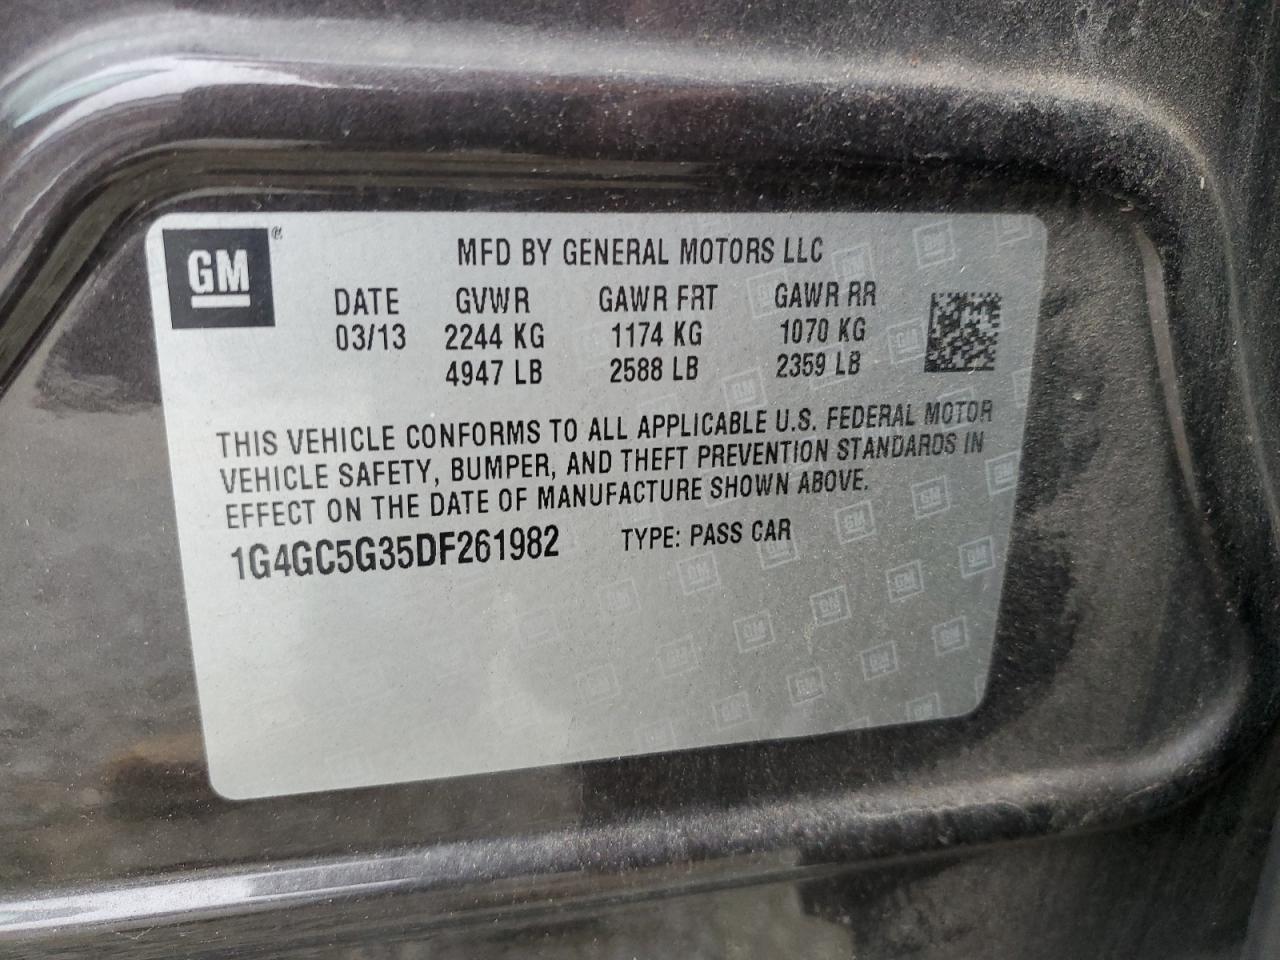 GM ®
MFD BY GENERAL MOTORS LLC
DATE GVWR GAWR FRT GAWR RR
03/13 2244 KG 1174 KG 1070 KG
4947 LB 2588 LB 2359 LB
THIS VEHICLE CONFORMS TO ALL APPLICABLE U.S. FEDERAL MOTOR
VEHICLE SAFETY, BUMPER, AND THEFT PREVENTION STANDARDS IN
EFFECT ON THE DATE OF MANUFACTURE SHOWN ABOVE.
1G4GC5G35DF261982 TYPE: PASS CAR